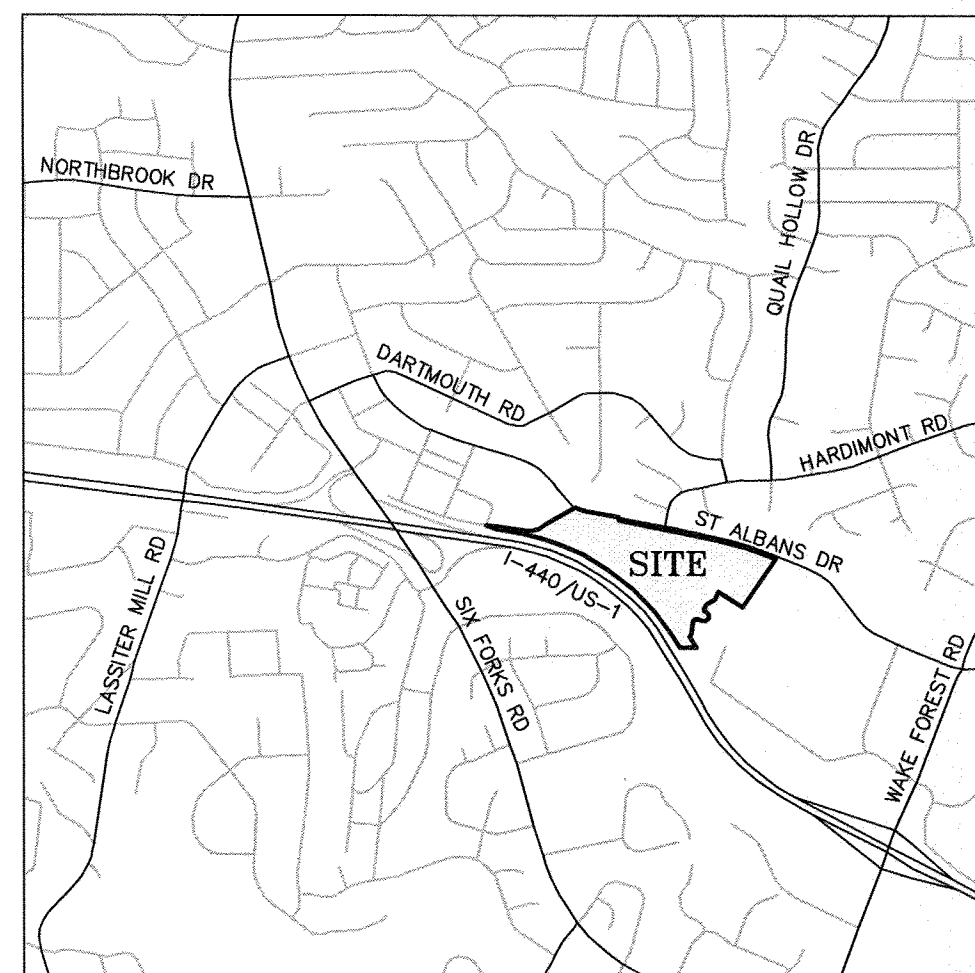 NORTHBROOK DR
QUAIL HOLLOW DR
DARTMOUTH RD
HARDIMONT RD
ST ALBANS DR
SITE
I-440/US-1
LASSITER MILL RD
SIX FORKS RD
WAKE FOREST RD